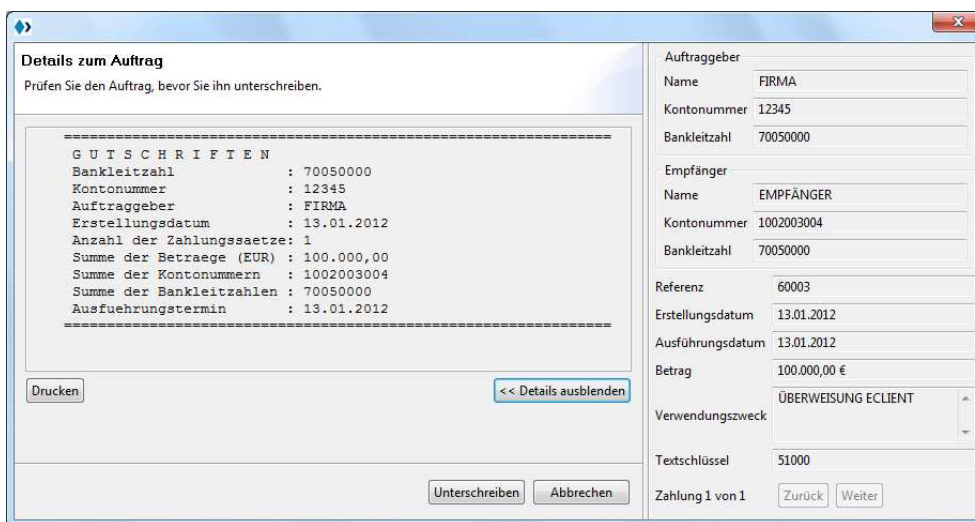 Details zum Auftrag
Prüfen Sie den Auftrag, bevor Sie ihn unterschreiben.
================================================================
G U T S C H R I F T E N
Bankleitzahl : 70050000
Kontonummer : 12345
Auftraggeber : FIRMA
Erstellungsdatum : 13.01.2012
Anzahl der Zahlungssaetze: 1
Summe der Betraege (EUR) : 100.000,00
Summe der Kontonummern : 1002003004
Summe der Bankleitzahlen : 70050000
Ausfuehrungstermin : 13.01.2012
================================================================
Drucken
<< Details ausblenden
Unterschreiben
Abbrechen
Auftraggeber
Name FIRMA
Kontonummer 12345
Bankleitzahl 70050000
Empfänger
Name EMPFÄNGER
Kontonummer 1002003004
Bankleitzahl 70050000
Referenz 60003
Erstellungsdatum 13.01.2012
Ausführungsdatum 13.01.2012
Betrag 100.000,00 €
Verwendungszweck ÜBERWEISUNG ECLIENT
Textschlüssel 51000
Zahlung 1 von 1 Zurück Weiter